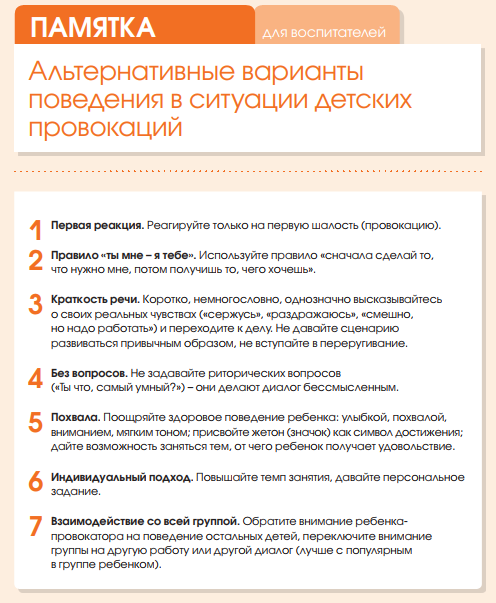 ПАМЯТКА
для воспитателей
Альтернативные варианты
поведения в ситуации детских
провокаций
1 Первая реакция. Реагируйте только на первую шалость (провокацию).
2 Правило «ты мне – я тебе». Используйте правило «сначала сделай то,
что нужно мне, потом получишь то, чего хочешь».
3 Краткость речи. Коротко, немногословно, однозначно высказывайтесь
о своих реальных чувствах («сержусь», «раздражаюсь», «смешно,
но надо работать») и переходите к делу. Не давайте сценарию
развиваться привычным образом, не вступайте в переругивание.
4 Без вопросов. Не задавайте риторических вопросов
(«Ты что, самый умный?») – они делают диалог бессмысленным.
5 Похвала. Поощряйте здоровое поведение ребенка: улыбкой, похвалой,
вниманием, мягким тоном; присвойте жетон (значок) как символ достижения;
дайте возможность заняться тем, от чего ребенок получает удовольствие.
6 Индивидуальный подход. Повышайте темп занятия, давайте персональное
задание.
7 Взаимодействие со всей группой. Обратите внимание ребенка-
провокатора на поведение остальных детей, переключите внимание
группы на другую работу или другой диалог (лучше с популярным
в группе ребенком).